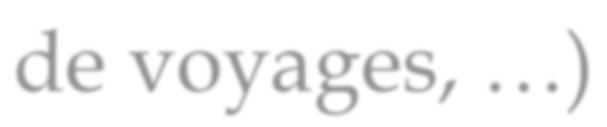 de voyages, …)